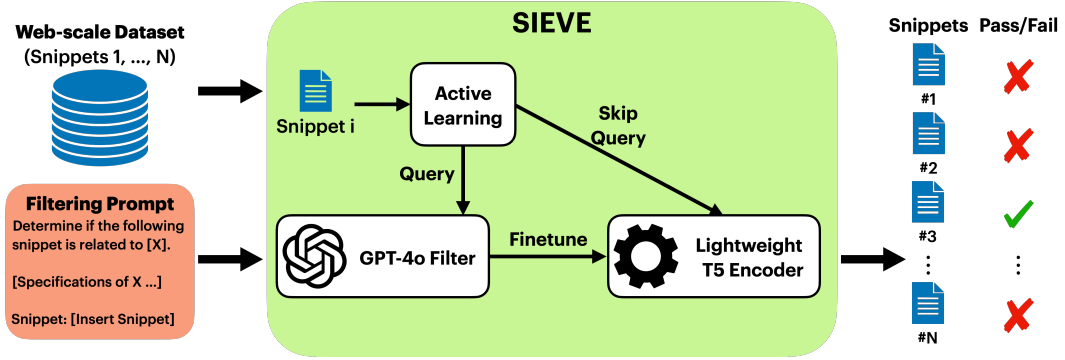 Web-scale Dataset
(Snippets 1, ..., N)
Filtering Prompt
Determine if the following
snippet is related to [X].
[Specifications of X ...]
Snippet: [Insert Snippet]
SIEVE
Snippet i
Active
Learning
Skip
Query
Query
GPT-4o Filter
Finetune
Lightweight
T5 Encoder
Snippets Pass/Fail
#1
#2
#3
#N